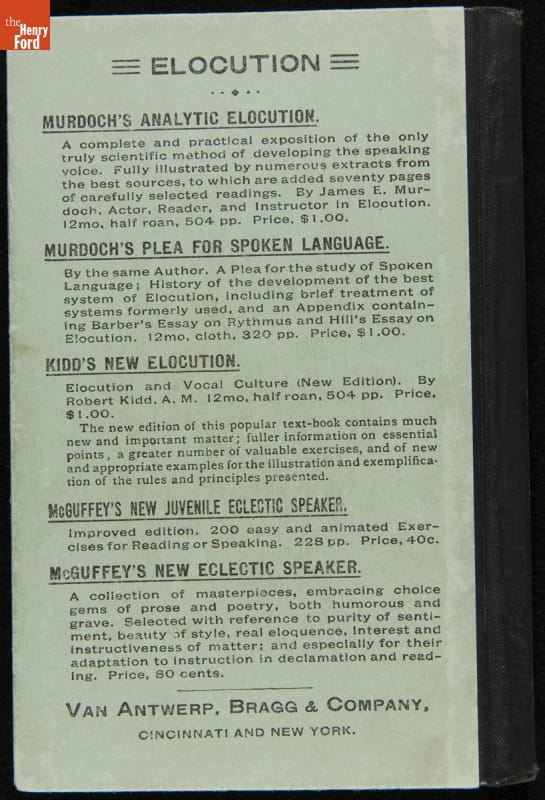 the
Henry
Ford
ELOCUTION
MURDOCH'S ANALYTIC ELOCUTION.
A complete and practical exposition of the only
truly scientific method of developing the speaking
voice. Fully illustrated by numerous extracts from
the best sources, to which are added seventy pages
of carefully selected readings. By James E. Mur-
doch, Actor, Reader, and Instructor in Elocution.
12mo, half roan, 504 pp. Price, $1.00.
MURDOCH'S PLEA FOR SPOKEN LANGUAGE.
By the same Author. A Plea for the study of Spoken
Language; History of the development of the best
system of Elocution, including brief treatment of
systems formerly used, and an Appendix contain-
ing Barber's Essay on Rythmus and Hill's Essay on
Elocution. 12mo, cloth, 320 pp. Price, $1.00.
KIDD'S NEW ELOCUTION.
Elocution and Vocal Culture (New Edition). By
Robert Kidd, A. M. 12mo, half roan, 504 pp. Price,
$1.00.
The new edition of this popular text-book contains much
new and important matter; fuller information on essential
points, a greater number of valuable exercises, and of new
and appropriate examples for the illustration and exemplifica-
tion of the rules and principles presented.
McGUFFEY'S NEW JUVENILE ECLECTIC SPEAKER.
Improved edition. 200 easy and animated Exer-
cises for Reading or Speaking. 228 pp. Price, 40c.
McGUFFEY'S NEW ECLECTIC SPEAKER.
A collection of masterpieces, embracing choice
gems of prose and poetry, both humorous and
grave. Selected with reference to purity of senti-
ment, beauty of style, real eloquence, interest and
instructiveness of matter; and especially for their
adaptation to instruction in declamation and read-
ing. Price, 80 cents.
VAN ANTWERP, BRAGG & COMPANY,
CINCINNATI AND NEW YORK.